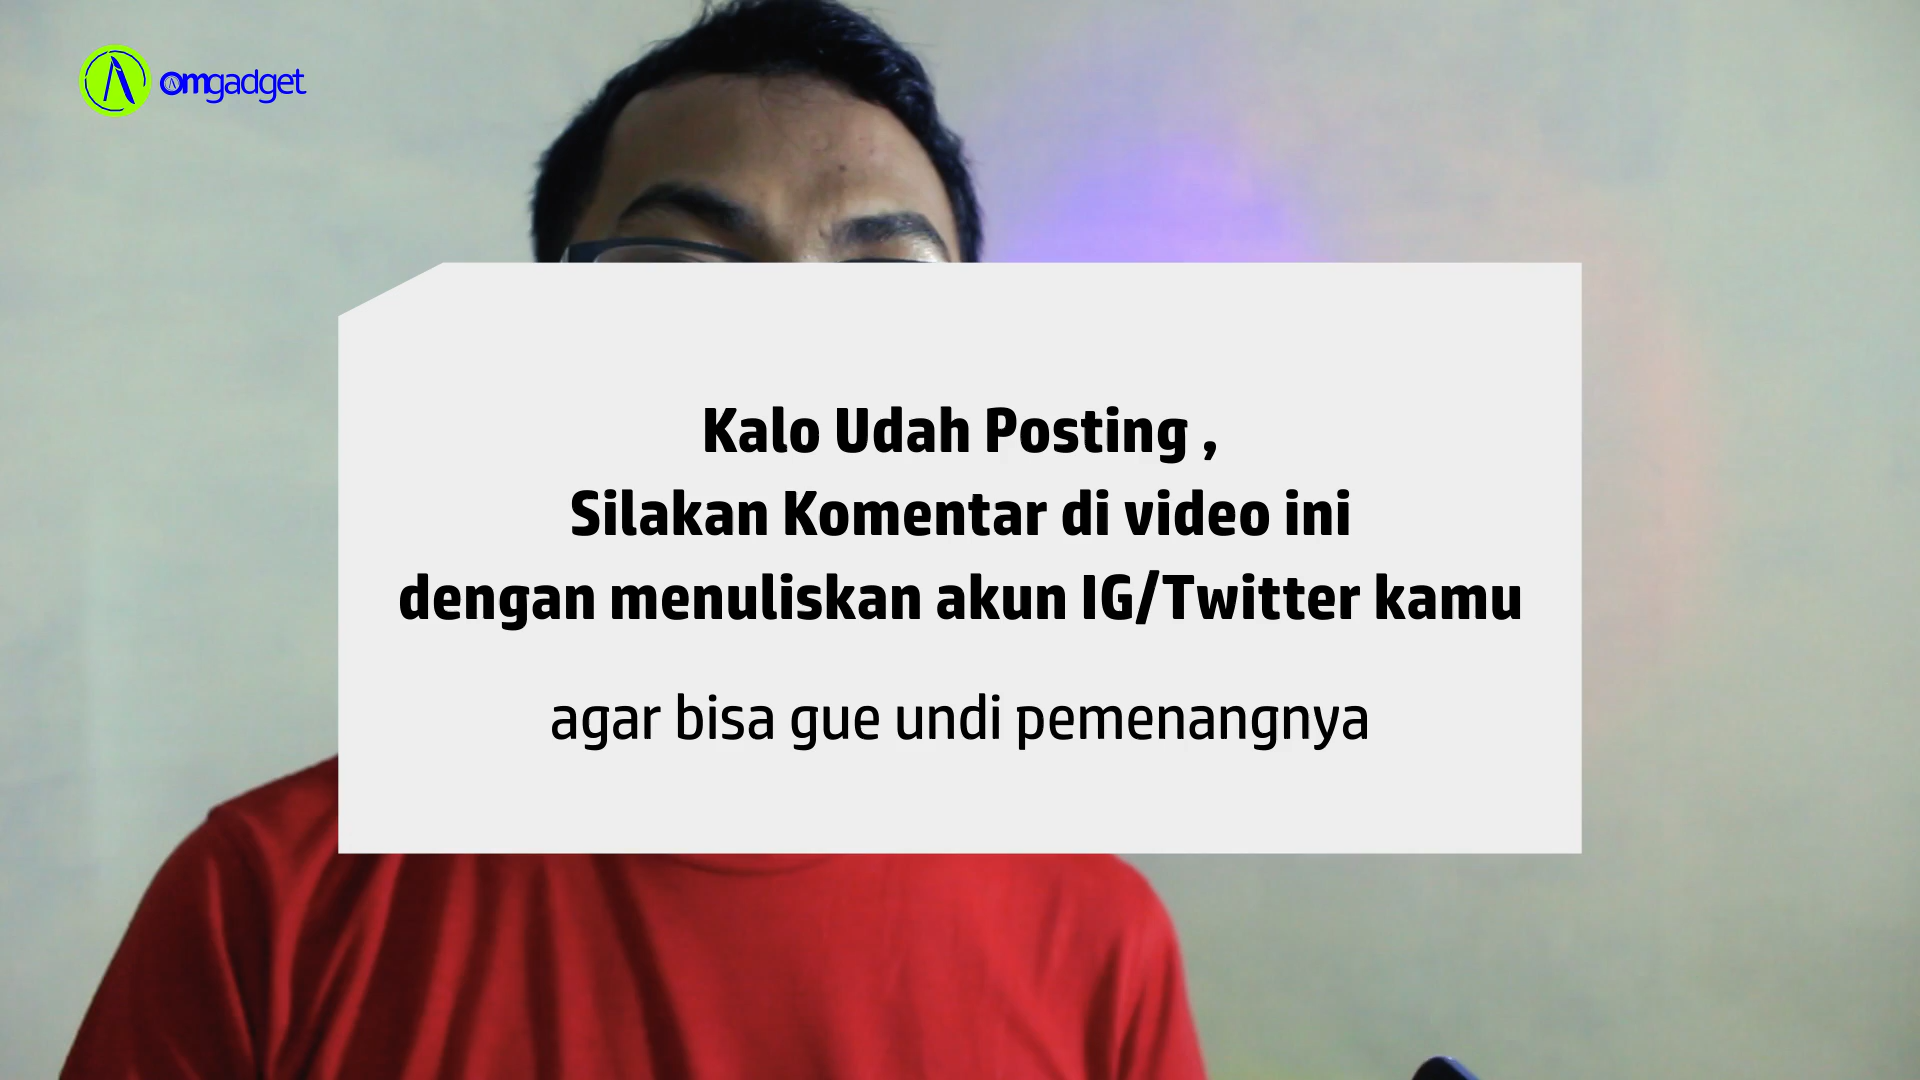 omgadget
Kalo Udah Posting ,
Silakan Komentar di video ini
dengan menuliskan akun IG/Twitter kamu
agar bisa gue undi pemenangnya